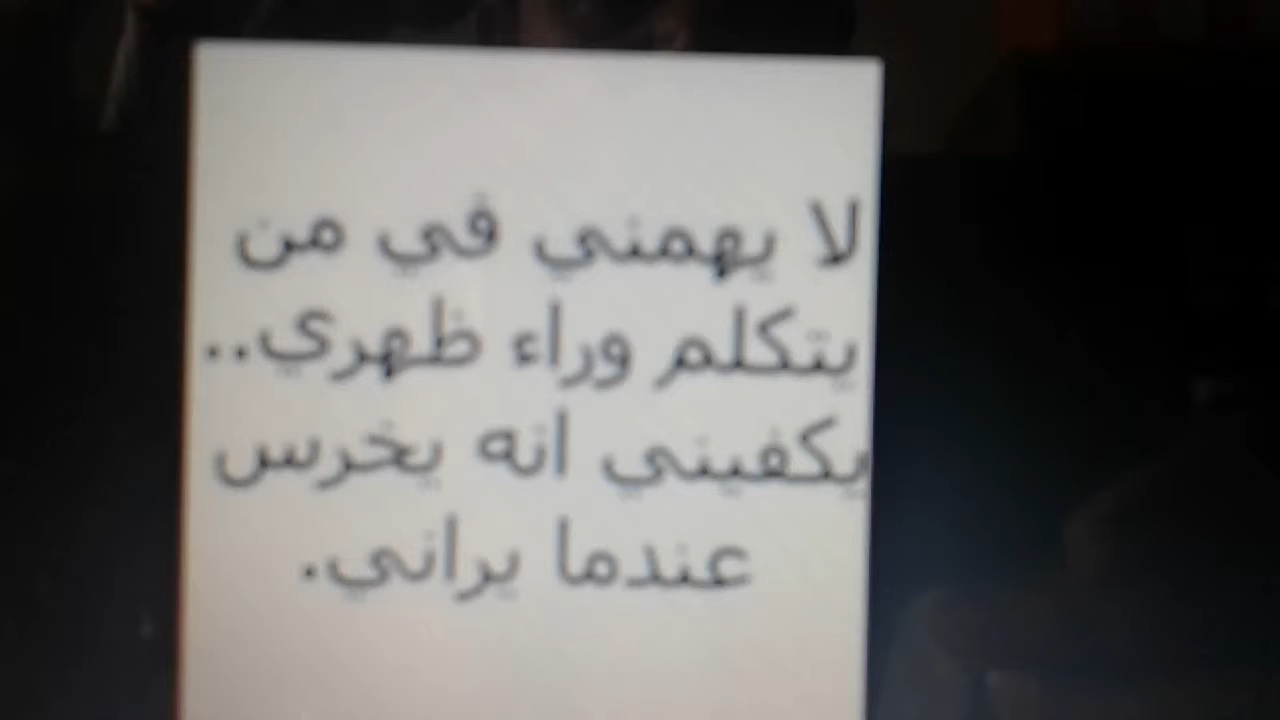 لا يهمني في من
يتكلم وراء ظهري..
يكفيني انه يخرس
عندما يراني.